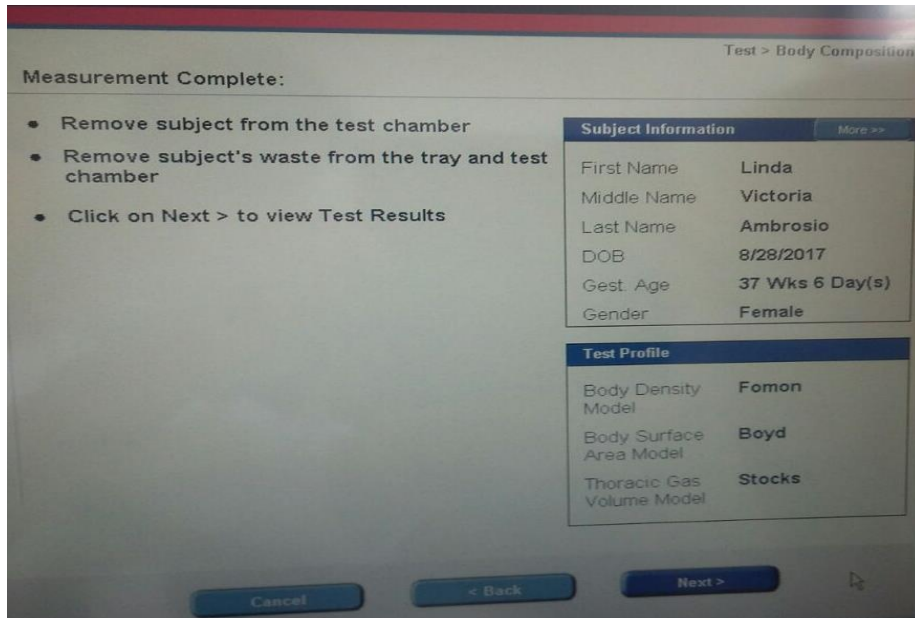 Test > Body Composition
Measurement Complete:
• Remove subject from the test chamber
• Remove subject's waste from the tray and test
chamber
• Click on Next > to view Test Results
Subject Information
More >>
First Name Linda
Middle Name Victoria
Last Name Ambrosio
DOB 8/28/2017
Gest. Age 37 Wks 6 Day(s)
Gender Female
Test Profile
Body Density Fomon
Model
Body Surface Boyd
Area Model
Thoracic Gas Stocks
Volume Model
Cancel
< Back
Next >